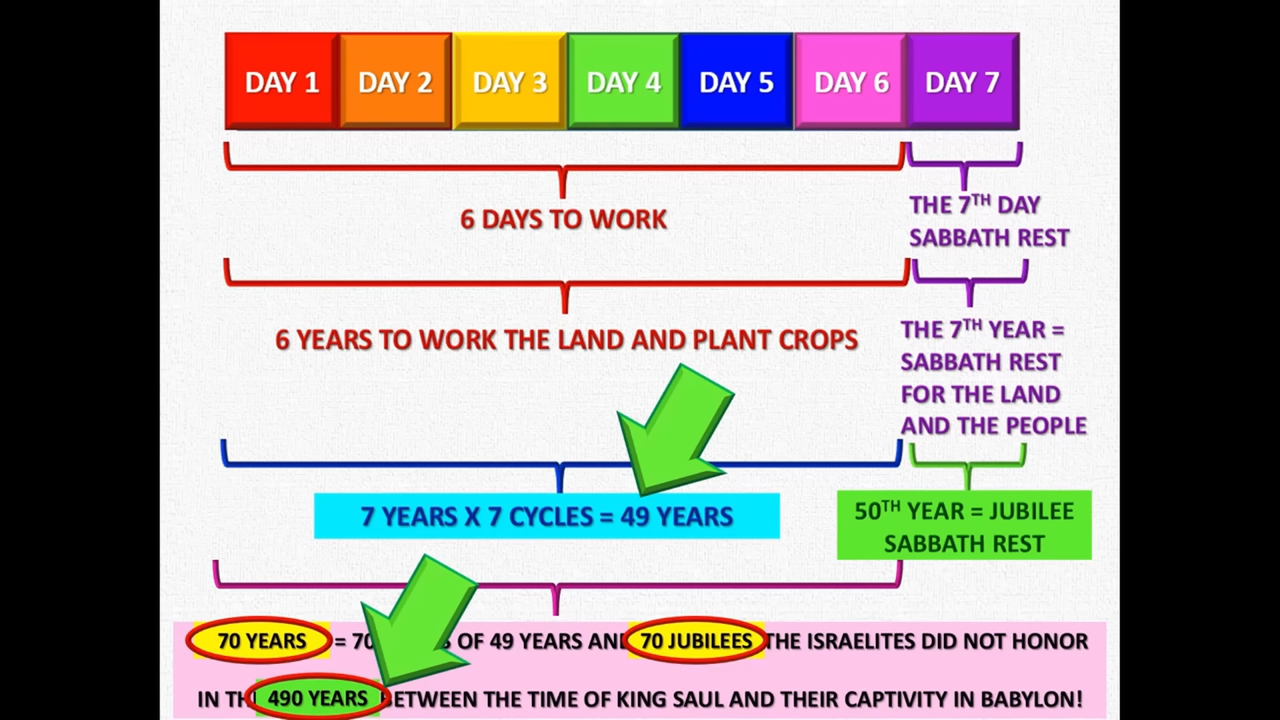 DAY 1 DAY 2 DAY 3 DAY 4 DAY 5 DAY 6 DAY 7
6 DAYS TO WORK
THE 7TH DAY
SABBATH REST
6 YEARS TO WORK THE LAND AND PLANT CROPS
THE 7TH YEAR =
SABBATH REST
FOR THE LAND
AND THE PEOPLE
7 YEARS X 7 CYCLES = 49 YEARS
50TH YEAR = JUBILEE
SABBATH REST
70 YEARS = 70 OF 49 YEARS AND 70 JUBILEES THE ISRAELITES DID NOT HONOR
IN 490 YEARS BETWEEN THE TIME OF KING SAUL AND THEIR CAPTIVITY IN BABYLON!